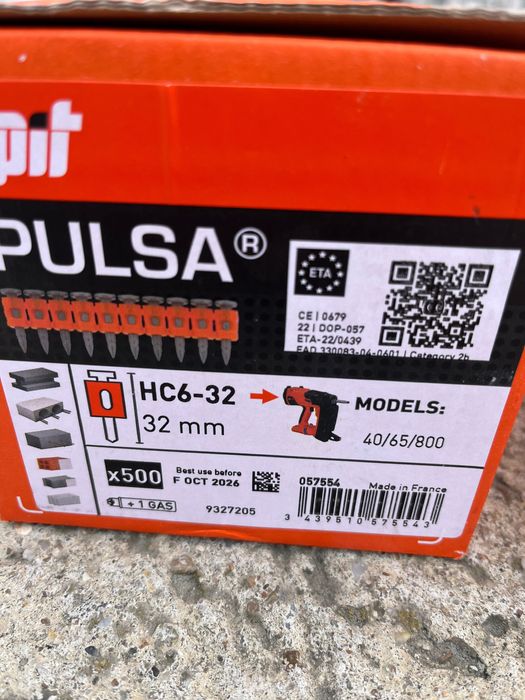 pit
PULSA®
ETA
CE | 0679
22 | DOP-057
ETA-22/0439
EAD 330083-04-0601 | Category 2b
HC6-32
32 mm
MODELS:
40/65/800
x500
Best use before
F OCT 2026
057554
Made in France
+ 1 GAS
9327205
3 439510 575543